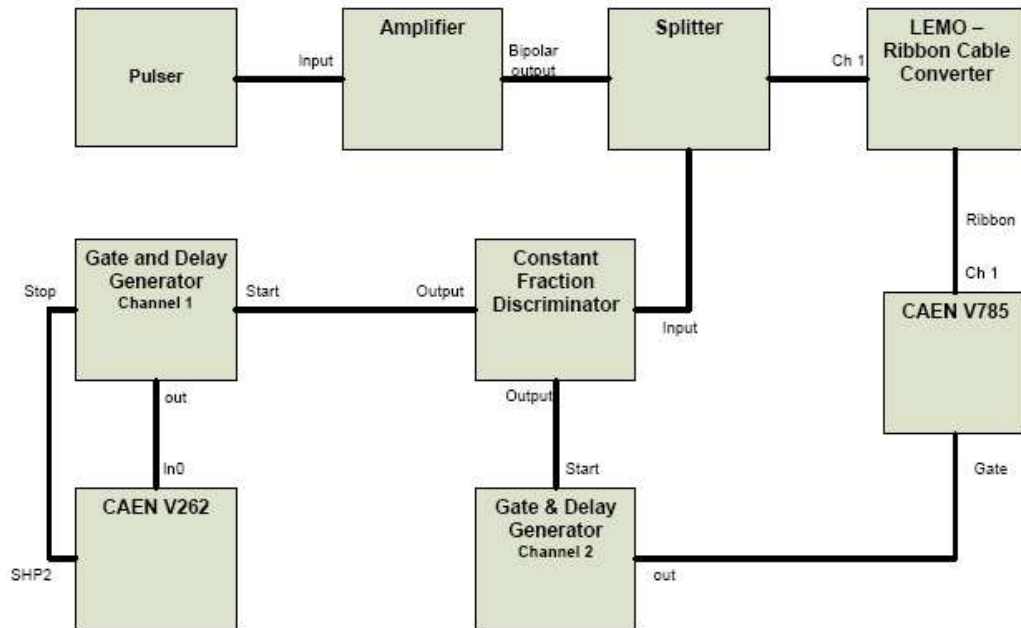 Pulser
Input
Amplifier
Bipolar
output
Splitter
Ch 1
LEMO –
Ribbon Cable
Converter
Ribbon
Ch 1
Stop
Gate and Delay
Generator
Channel 1
Start
Output
Constant
Fraction
Discriminator
Input
CAEN V785
out
Output
In0
Start
Gate
CAEN V262
SHP2
Gate & Delay
Generator
Channel 2
out